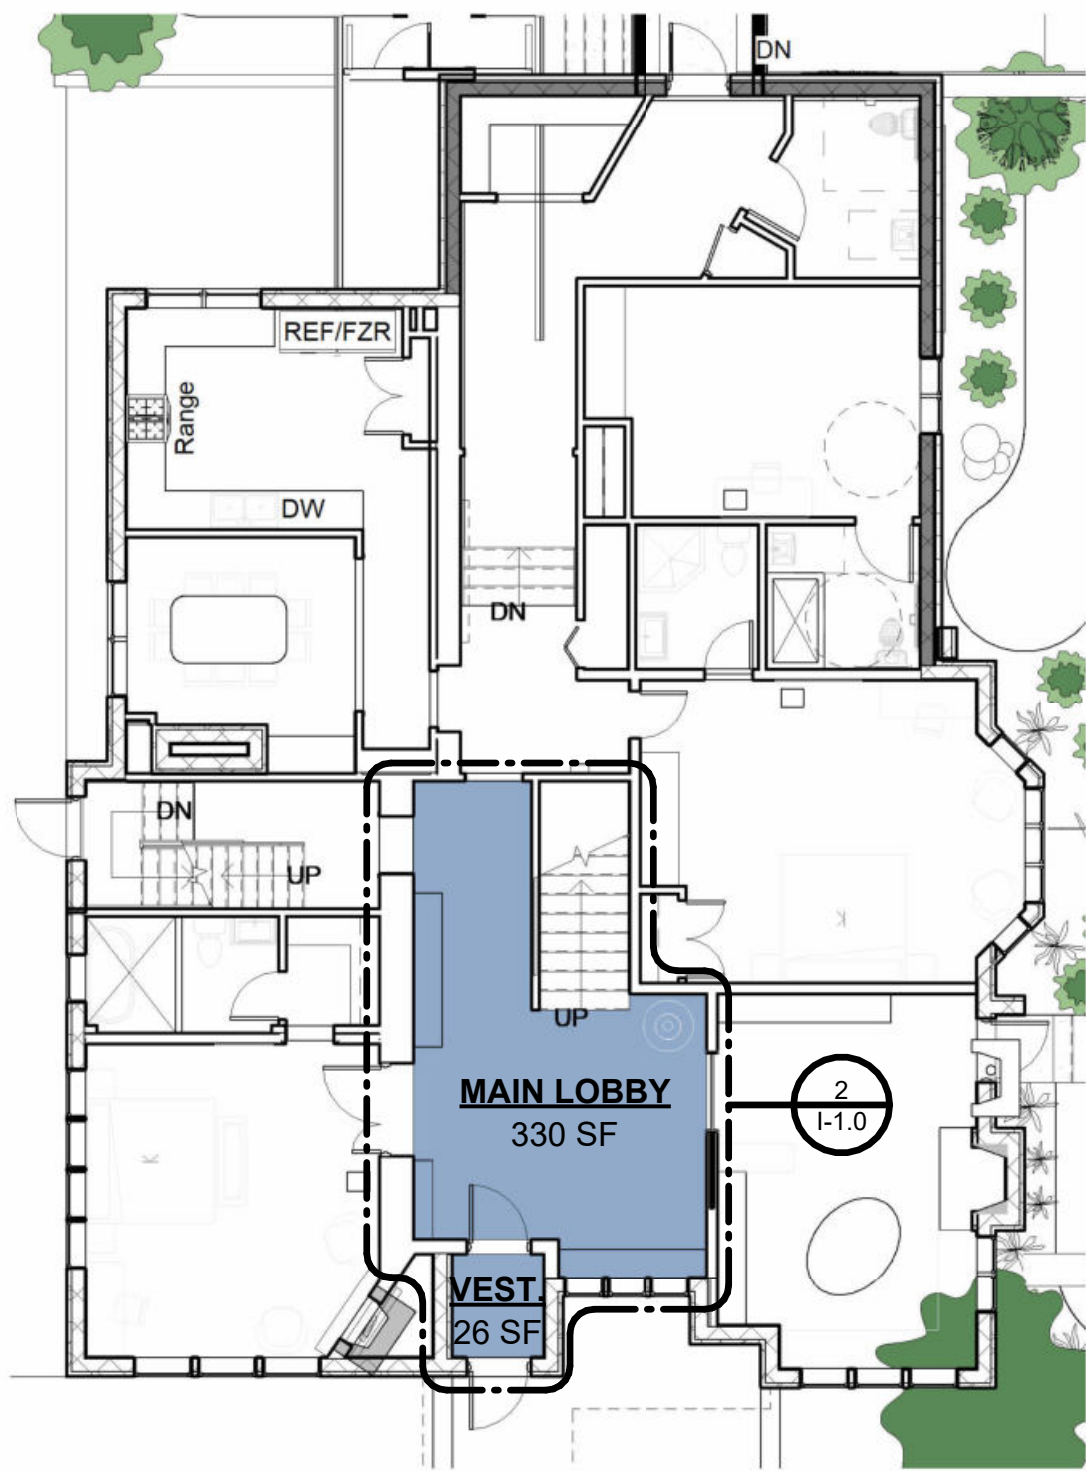 DN
REF/FZR
Range
DW
DN
DN
UP
K
UP
MAIN LOBBY
330 SF
2
I-1.0
K
VEST.
26 SF